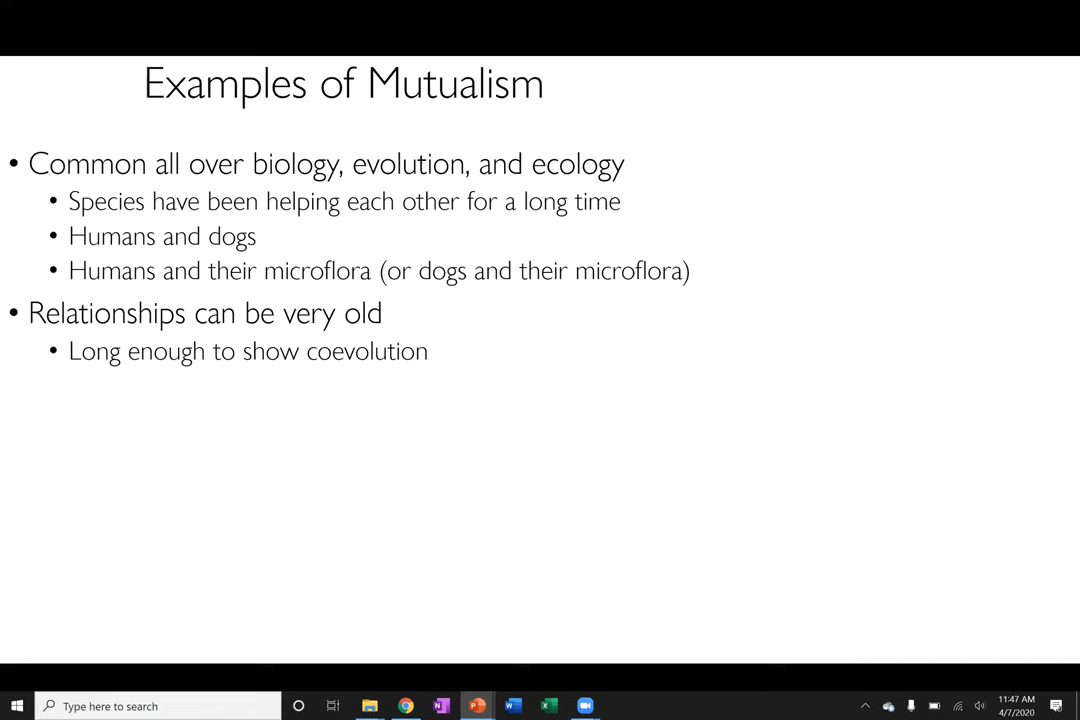 Examples of Mutualism
• Common all over biology, evolution, and ecology
• Species have been helping each other for a long time
• Humans and dogs
• Humans and their microflora (or dogs and their microflora)
• Relationships can be very old
• Long enough to show coevolution
Type here to search
11:47 AM
4/7/2020